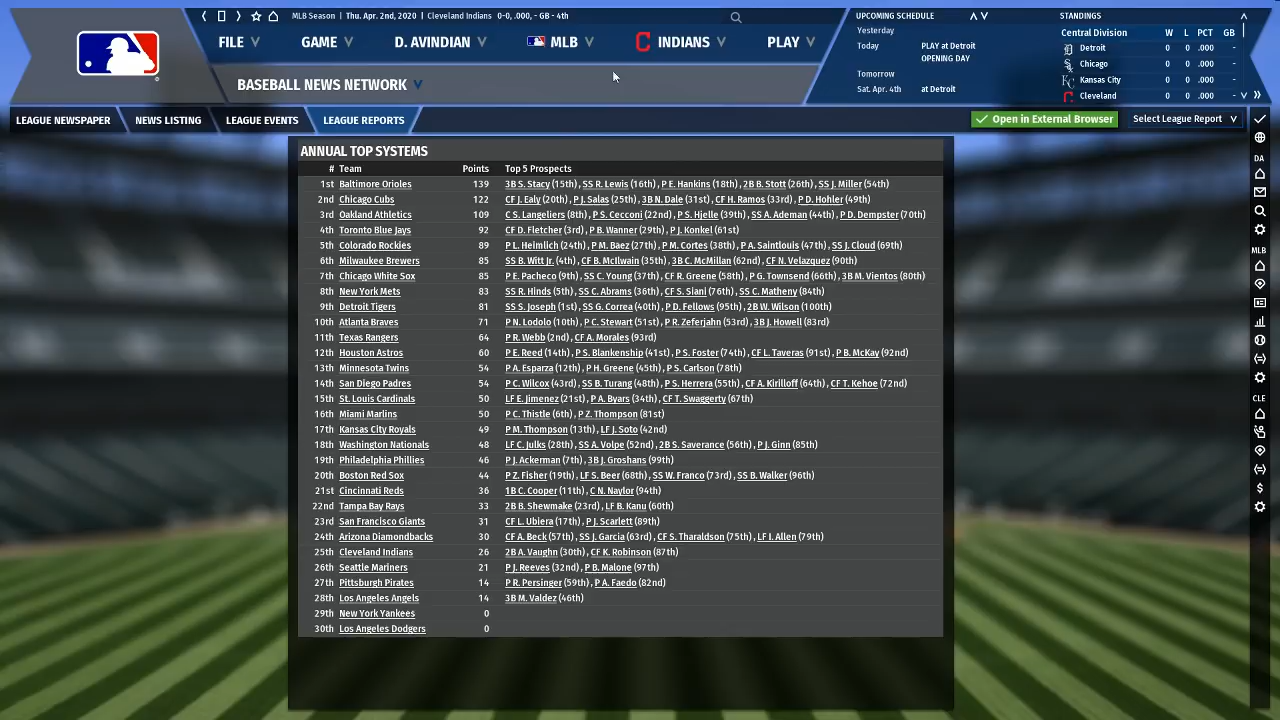 MLB Season | Thu. Apr. 2nd, 2020 | Cleveland Indians 0-0, .000, - GB - 4th
FILE GAME D. AVINDIAN MLB INDIANS PLAY
BASEBALL NEWS NETWORK
UPCOMING SCHEDULE
Yesterday
Today PLAY at Detroit
OPENING DAY
Tomorrow
Sat. Apr. 4th at Detroit
STANDINGS
Central Division W L PCT GB
Detroit 0 0 .000 -
Chicago 0 0 .000 -
Kansas City 0 0 .000 -
Cleveland 0 0 .000 -
LEAGUE NEWSPAPER NEWS LISTING LEAGUE EVENTS LEAGUE REPORTS
Open in External Browser Select League Report
ANNUAL TOP SYSTEMS
# Team Points Top 5 Prospects
1st Baltimore Orioles 139 3B S. Stacy (15th), SS R. Lewis (16th), P E. Hankins (18th), 2B B. Stott (26th), SS J. Miller (54th)
2nd Chicago Cubs 122 CF J. Ealy (20th), P J. Salas (25th), 3B N. Dale (31st), CF H. Ramos (33rd), P D. Hohler (49th)
3rd Oakland Athletics 109 C S. Langeliers (8th), P S. Cecconi (22nd), P S. Hjelle (39th), SS A. Ademan (44th), P D. Dempster (70th)
4th Toronto Blue Jays 92 CF D. Fletcher (3rd), P B. Wanner (29th), P J. Konkel (61st)
5th Colorado Rockies 89 P L. Heimlich (24th), P M. Baez (27th), P M. Cortes (38th), P A. Saintlouis (47th), SS J. Cloud (69th)
6th Milwaukee Brewers 85 SS B. Witt Jr. (4th), CF B. McIlwain (35th), 3B C. McMillan (62nd), CF N. Velazquez (90th)
7th Chicago White Sox 85 P E. Pacheco (9th), SS C. Young (37th), CF R. Greene (58th), P G. Townsend (66th), 3B M. Vientos (80th)
8th New York Mets 83 SS R. Hinds (5th), SS C. Abrams (36th), CF S. Siani (76th), SS C. Matheny (84th)
9th Detroit Tigers 81 SS S. Joseph (1st), SS G. Correa (40th), P D. Fellows (95th), 2B W. Wilson (100th)
10th Atlanta Braves 71 P N. Lodolo (10th), P C. Stewart (51st), P R. Zeferjahn (53rd), 3B J. Howell (83rd)
11th Texas Rangers 64 P R. Webb (2nd), CF A. Morales (93rd)
12th Houston Astros 60 P E. Reed (14th), P S. Blankenship (41st), P S. Foster (74th), CF L. Taveras (91st), P B. McKay (92nd)
13th Minnesota Twins 54 P A. Esparza (12th), P H. Greene (45th), P S. Carlson (78th)
14th San Diego Padres 54 P C. Wilcox (43rd), SS B. Turang (48th), P S. Herrera (55th), CF A. Kirilloff (64th), CF T. Kehoe (72nd)
15th St. Louis Cardinals 50 LF E. Jimenez (21st), P A. Byars (34th), CF T. Swaggerty (67th)
16th Miami Marlins 50 P C. Thistle (6th), P Z. Thompson (81st)
17th Kansas City Royals 49 P M. Thompson (13th), LF J. Soto (42nd)
18th Washington Nationals 48 LF C. Julks (28th), SS A. Volpe (52nd), 2B S. Saverance (56th), P J. Ginn (85th)
19th Philadelphia Phillies 46 P J. Ackerman (7th), 3B J. Groshans (99th)
20th Boston Red Sox 44 P Z. Fisher (19th), LF S. Beer (68th), SS W. Franco (73rd), SS B. Walker (96th)
21st Cincinnati Reds 36 1B C. Cooper (11th), C N. Naylor (94th)
22nd Tampa Bay Rays 33 2B B. Shewmake (23rd), LF B. Kanu (60th)
23rd San Francisco Giants 31 CF L. Ubiera (17th), P J. Scarlett (89th)
24th Arizona Diamondbacks 30 CF A. Beck (57th), SS J. Garcia (63rd), CF S. Tharaldson (75th), LF I. Allen (79th)
25th Cleveland Indians 26 2B A. Vaughn (30th), CF K. Robinson (87th)
26th Seattle Mariners 21 P J. Reeves (32nd), P B. Malone (97th)
27th Pittsburgh Pirates 14 P R. Persinger (59th), P A. Faedo (82nd)
28th Los Angeles Angels 14 3B M. Valdez (46th)
29th New York Yankees 0
30th Los Angeles Dodgers 0
DA
MLB
CLE